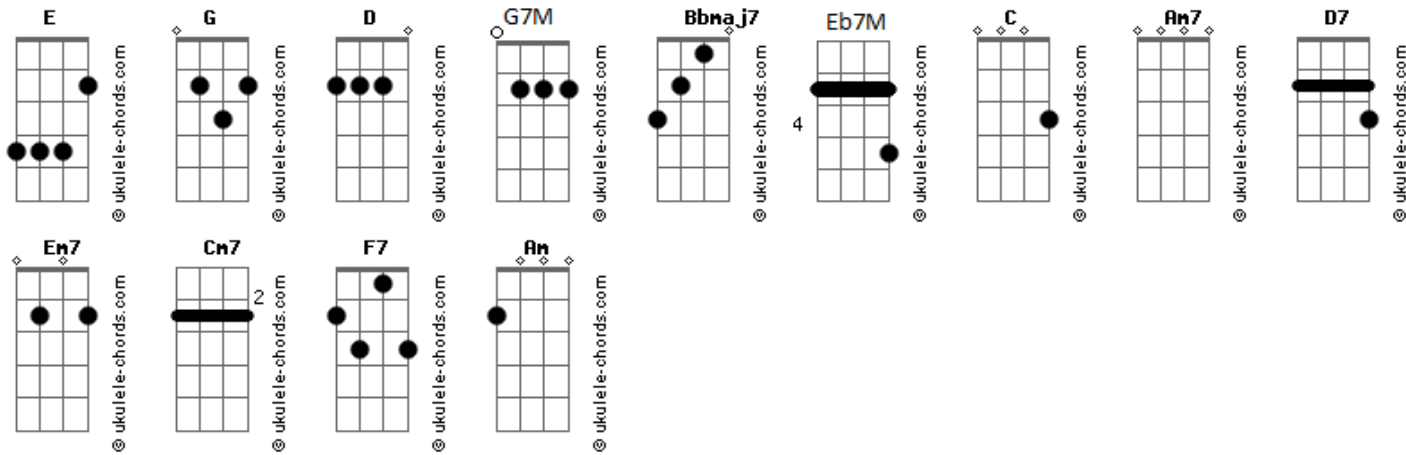 E G D G7M Bbmaj7 Eb7M C Am7 D7
© ukulele-chords.com © ukulele-chords.com © ukulele-chords.com © ukulele-chords.com © ukulele-chords.com © ukulele-chords.com © ukulele-chords.com © ukulele-chords.com © ukulele-chords.com
4
Em7 Cm7 F7 Am
2
© ukulele-chords.com © ukulele-chords.com © ukulele-chords.com © ukulele-chords.com